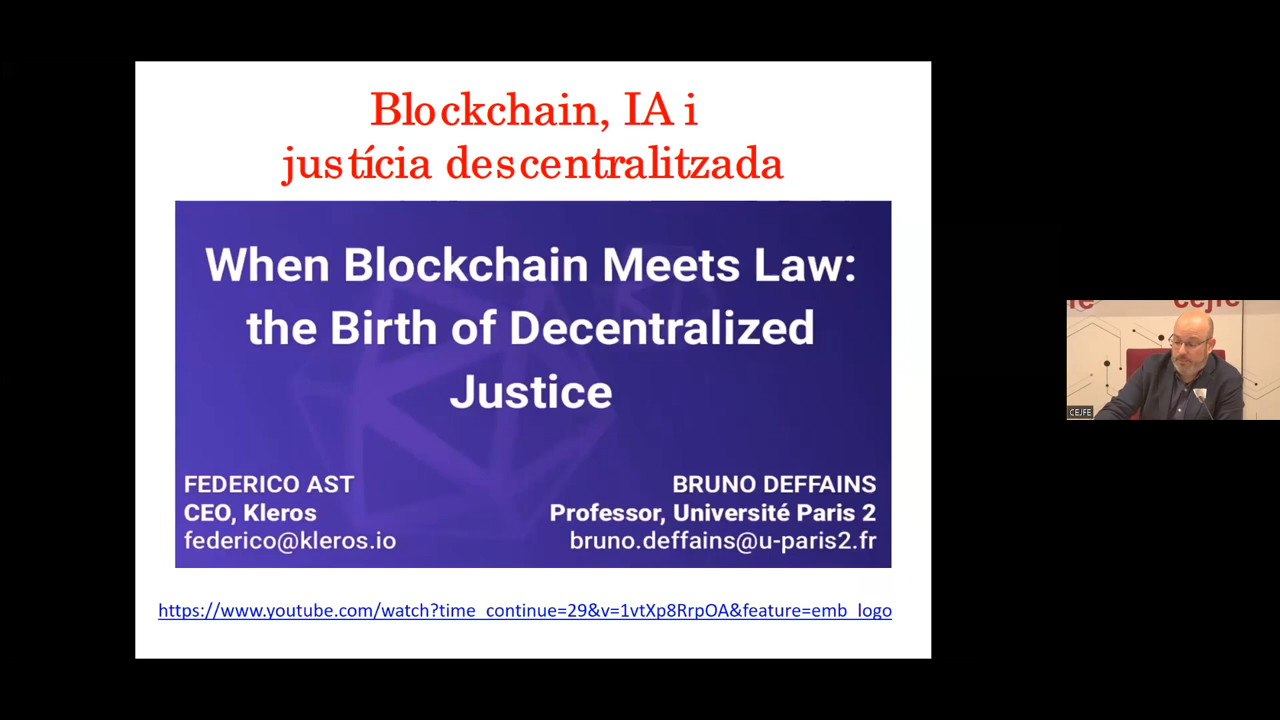 Blockchain, IA i
justícia descentralitzada
When Blockchain Meets Law:
the Birth of Decentralized
Justice
FEDERICO AST
CEO, Kleros
federico@kleros.io
BRUNO DEFFAINS
Professor, Université Paris 2
bruno.deffains@u-paris2.fr
https://www.youtube.com/watch?time_continue=29&v=1vtXp8RrpOA&feature=emb_logo
cejfe
CEJFE